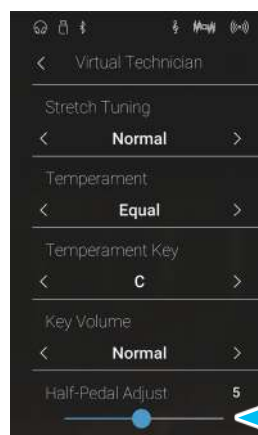 Virtual Technician
Stretch Tuning
Normal
Temperament
Equal
Temperament Key
C
Key Volume
Normal
Half-Pedal Adjust 5